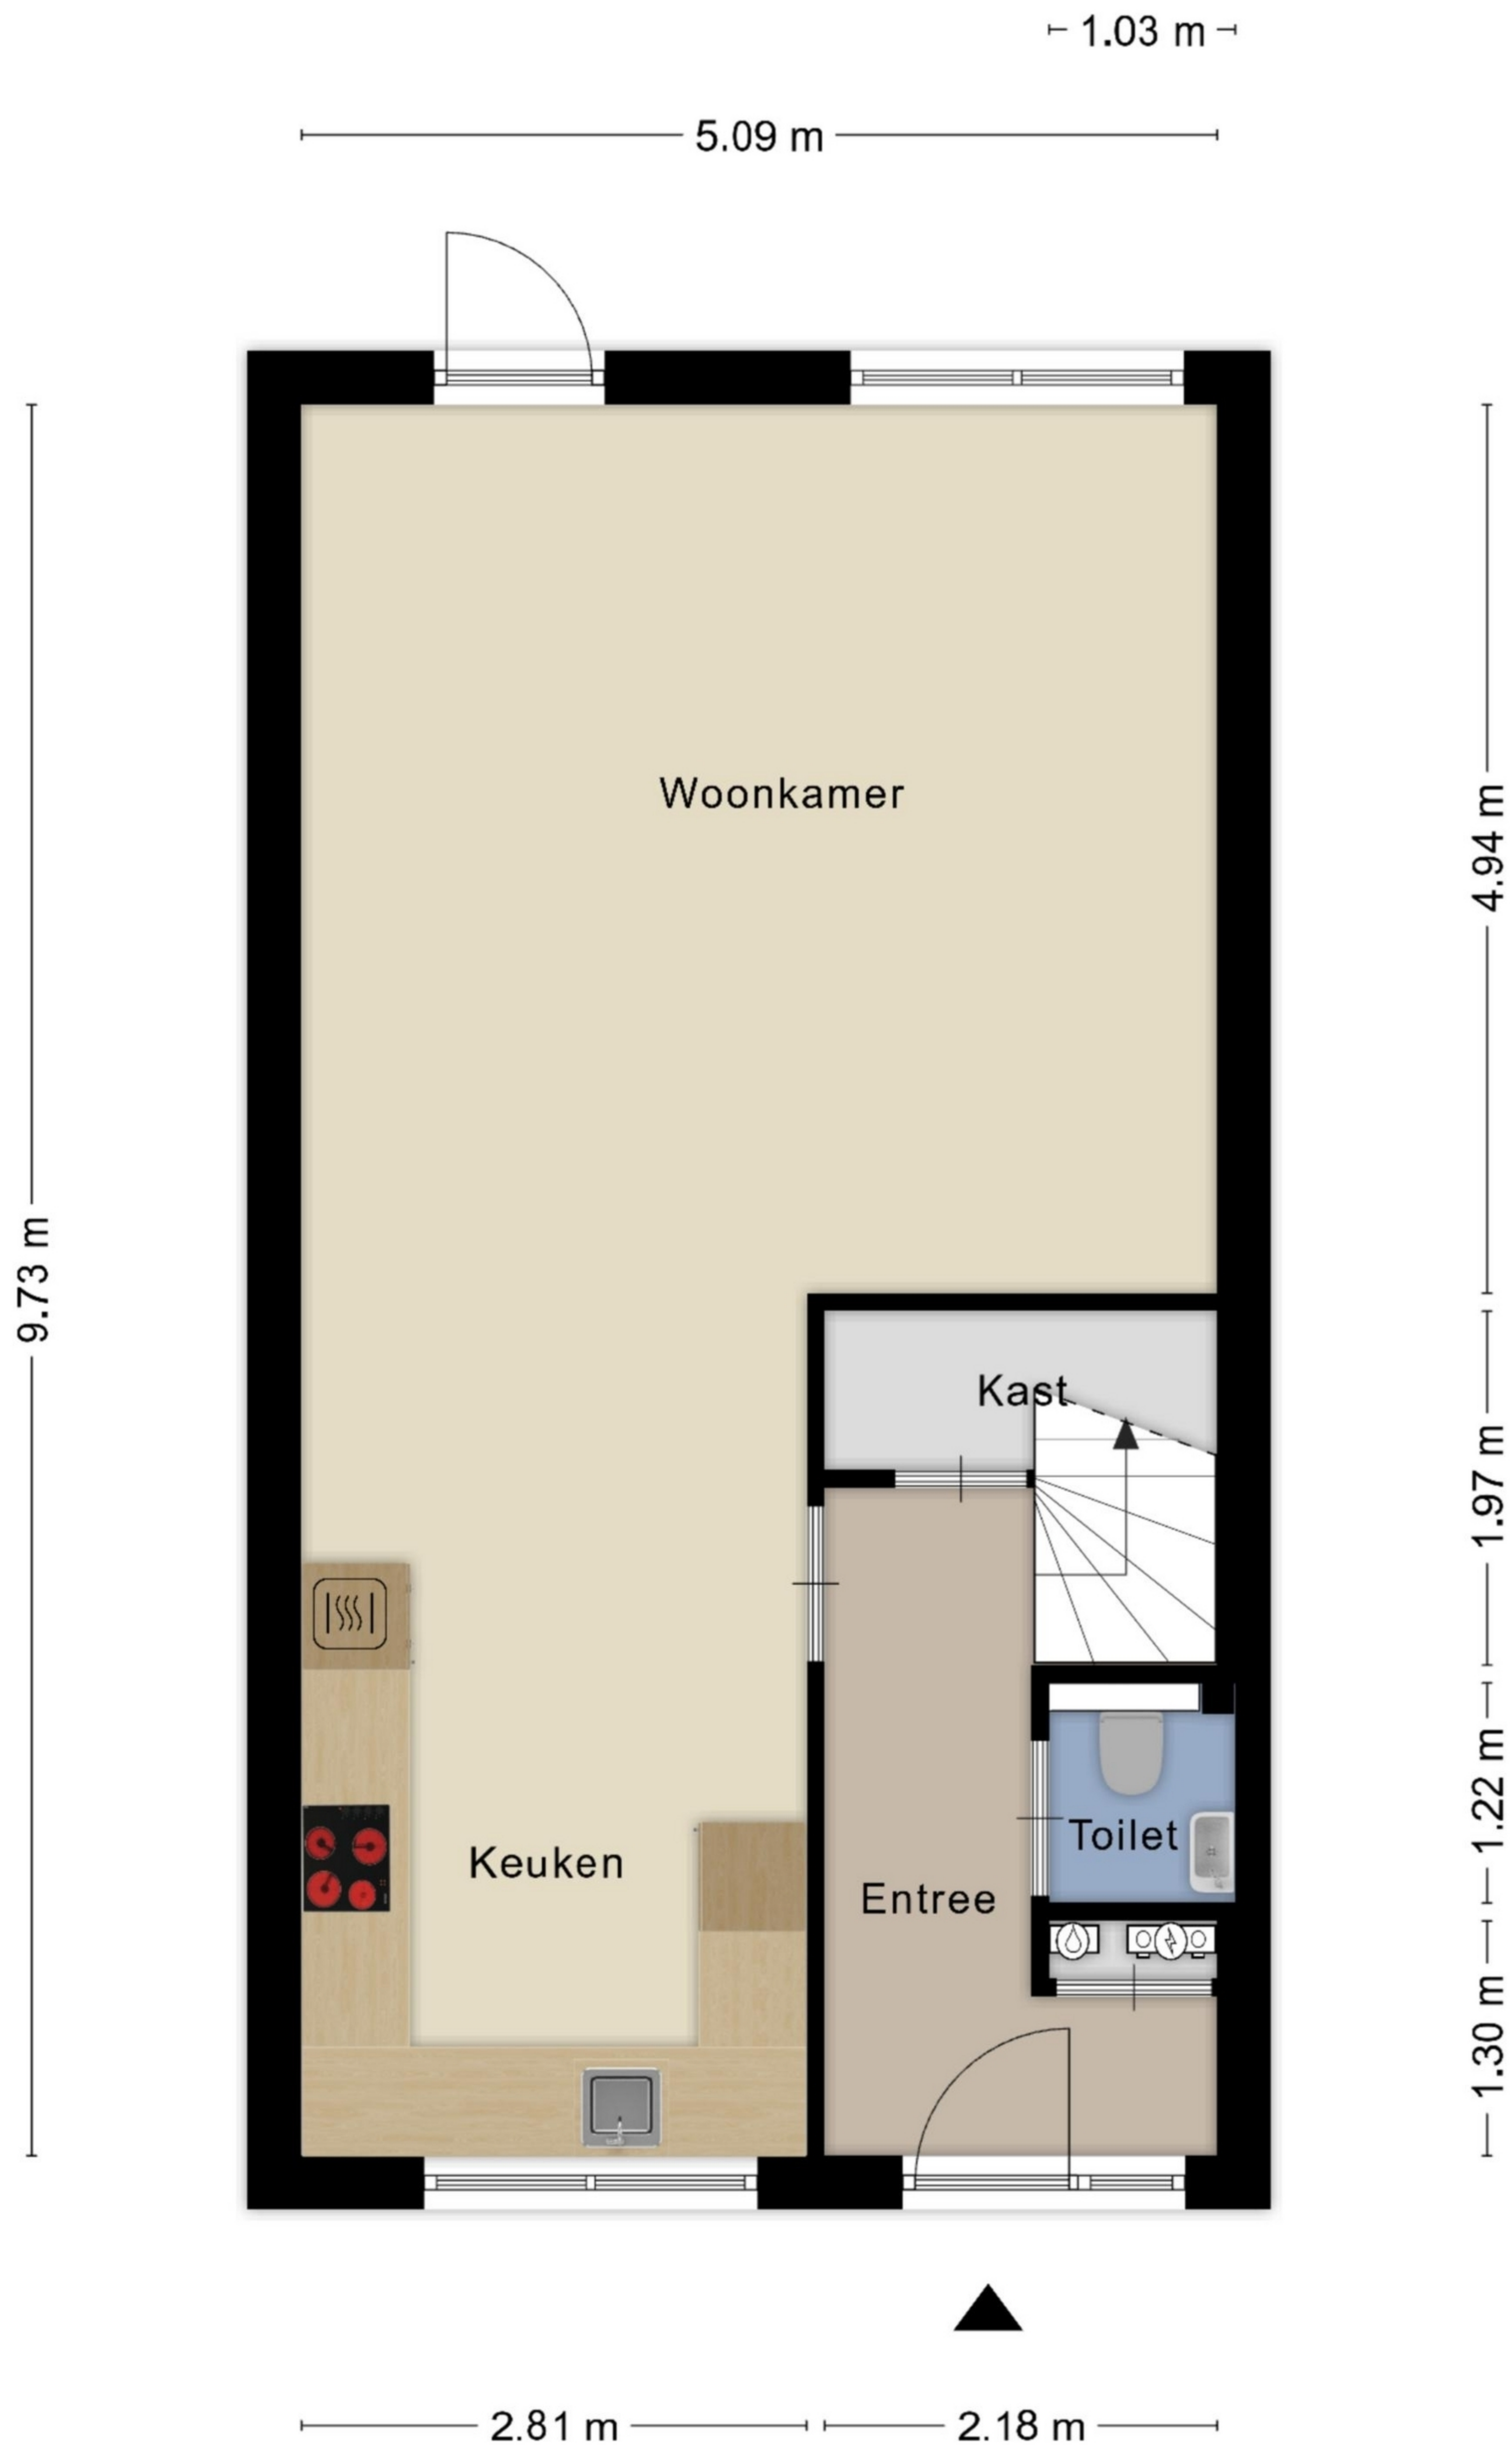 1.03 m
5.09 m
Woonkamer
4.94 m
9.73 m
Kast
1.97 m
1.22 m
Toilet
Keuken
Entree
1.30 m
2.81 m
2.18 m